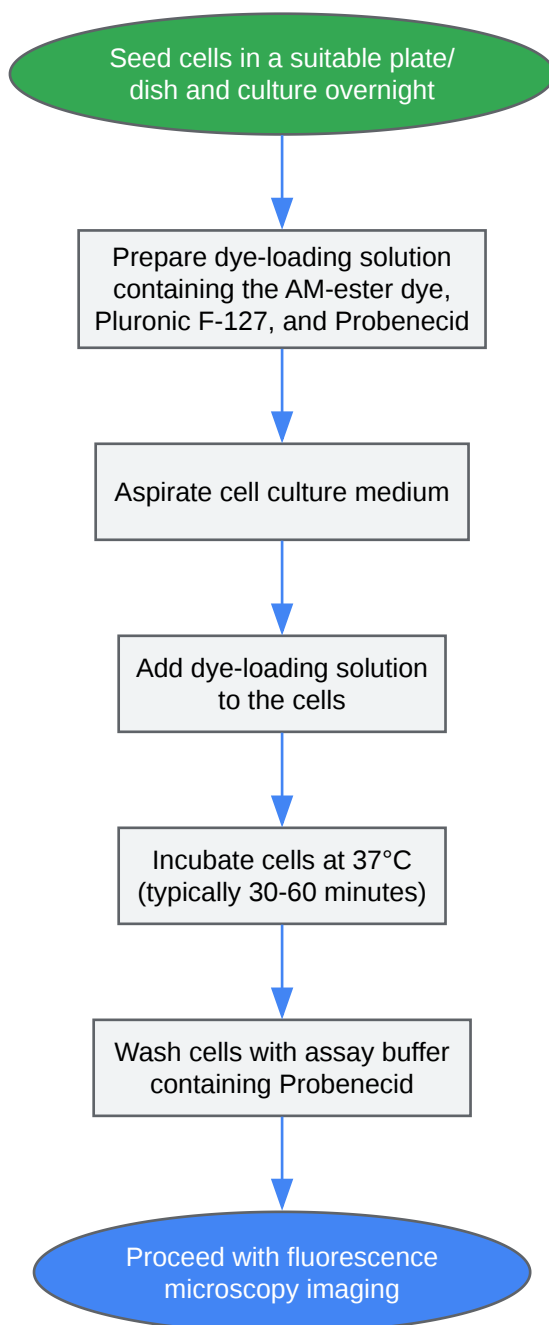 Seed cells in a suitable plate/
dish and culture overnight
Prepare dye-loading solution
containing the AM-ester dye,
Pluronic F-127, and Probenecid
Aspirate cell culture medium
Add dye-loading solution
to the cells
Incubate cells at 37°C
(typically 30-60 minutes)
Wash cells with assay buffer
containing Probenecid
Proceed with fluorescence
microscopy imaging